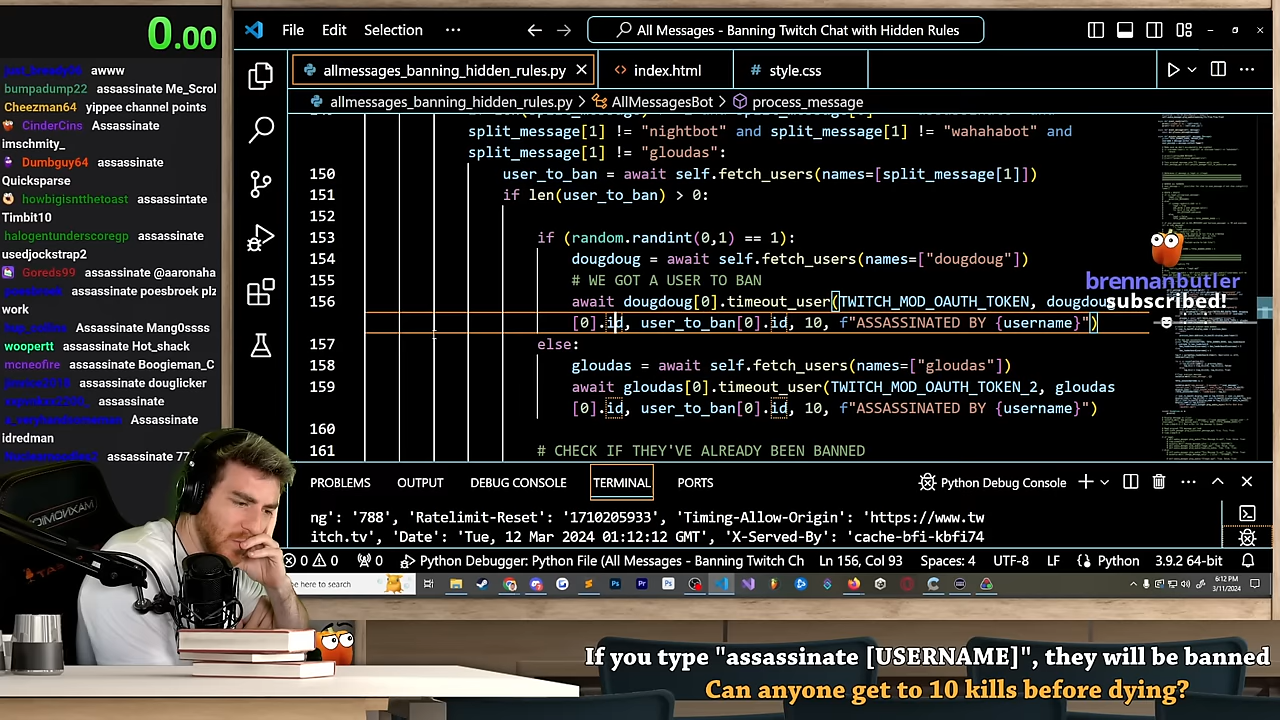 0.00
awww
bumpadump22 assassinate Me_Scrol
Cheezman64 yippee channel points
CinderCins Assassinate
imschmity_
Dumbguy64 assassinate
Quicksparse
howbigisntthetoast assasintate
Timbit10
halogentunderscoregp assassinate
usedjockstrap2
Goreds99 assassinate @aaronaha
assassinate poesbroek plz
work
Assassinate Mang0ssss
woopertt assassinate Hot_shack
mcneofire assassinate Boogieman_C
assassinate douglicker
assassinate
Assassinate
idredman
assassinate 77
File Edit Selection ···
All Messages - Banning Twitch Chat with Hidden Rules
allmessages_banning_hidden_rules.py
index.html
style.css
allmessages_banning_hidden_rules.py > AllMessagesBot > process_message
split_message[1] != "nightbot" and split_message[1] != "wahahabot" and
split_message[1] != "gloudas":
150 user_to_ban = await self.fetch_users(names=[split_message[1]])
151 if len(user_to_ban) > 0:
152
153 if (random.randint(0,1) == 1):
154 dougdoug = await self.fetch_users(names=["dougdoug"])
155 # WE GOT A USER TO BAN
156 await dougdoug[0].timeout_user(TWITCH_MOD_OAUTH_TOKEN, dougdoug
[0].id, user_to_ban[0].id, 10, f"ASSASSINATED BY {username}")
157 else:
158 gloudas = await self.fetch_users(names=["gloudas"])
159 await gloudas[0].timeout_user(TWITCH_MOD_OAUTH_TOKEN_2, gloudas
[0].id, user_to_ban[0].id, 10, f"ASSASSINATED BY {username}")
160
161 # CHECK IF THEY'VE ALREADY BEEN BANNED
brennanbutler
subscribed!
PROBLEMS OUTPUT DEBUG CONSOLE TERMINAL PORTS
Python Debug Console
ng': '788', 'Ratelimit-Reset': '1710205933', 'Timing-Allow-Origin': 'https://www.tw
itch.tv', 'Date': 'Tue, 12 Mar 2024 01:12:12 GMT', 'X-Served-By': 'cache-bfi-kbfi74
0 0 0 Python Debugger: Python File (All Messages - Banning Twitch Ch Ln 156, Col 93 Spaces: 4 UTF-8 LF Python 3.9.2 64-bit
here to search
6:12 PM
3/11/2024
If you type "assassinate [USERNAME]", they will be banned
Can anyone get to 10 kills before dying?